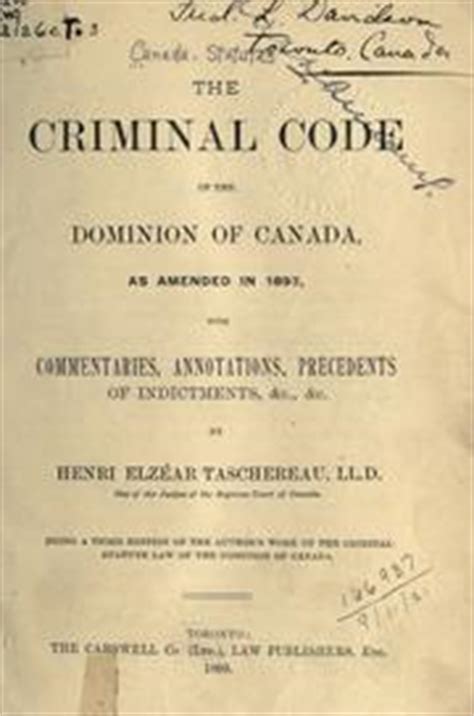 Toronto, Canada
Canada. Statutes
THE
CRIMINAL CODE
OF THE
DOMINION OF CANADA,
AS AMENDED IN 1893,
WITH
COMMENTARIES, ANNOTATIONS, PRECEDENTS
OF INDICTMENTS, &c., &c.
BY
HENRI ELZÉAR TASCHEREAU, LL.D.
One of the Judges of the Supreme Court of Canada.
BEING A THIRD EDITION OF THE AUTHOR'S WORK ON THE CRIMINAL
STATUTE LAW OF THE DOMINION OF CANADA.
166937
TORONTO:
THE CARSWELL Co (LTD.), LAW PUBLISHERS, ETC.
1893.